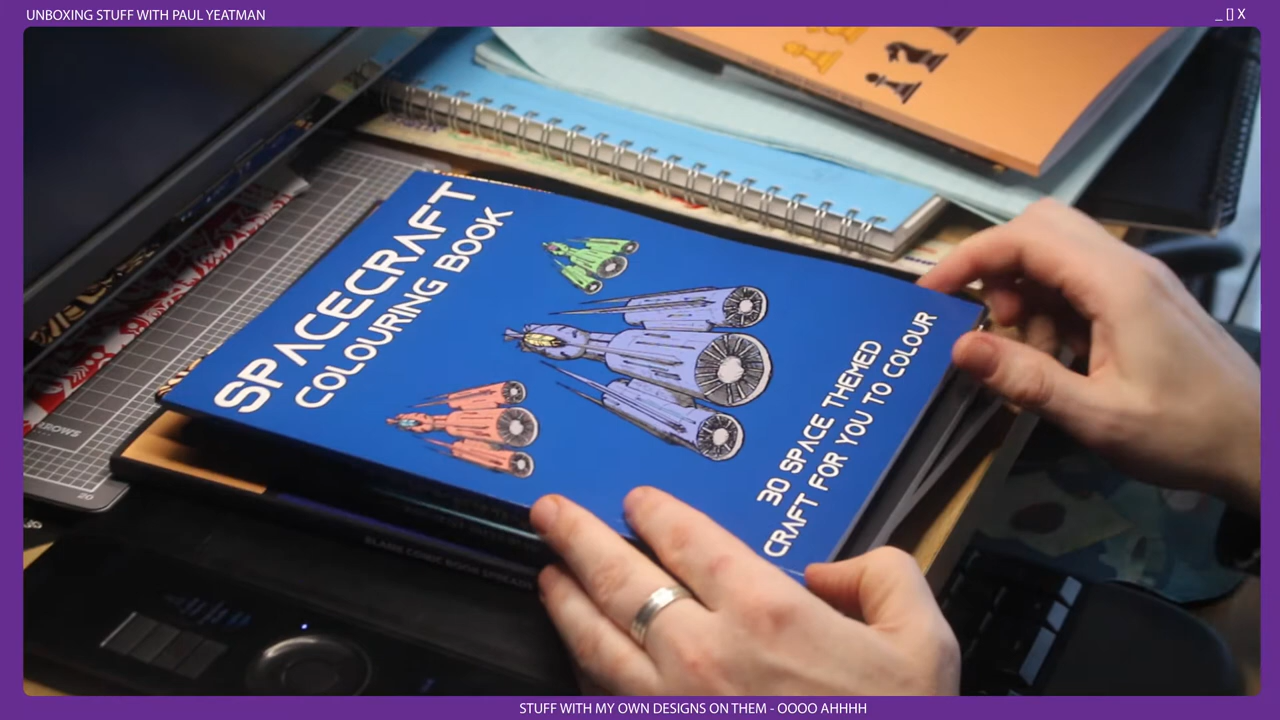 UNBOXING STUFF WITH PAUL YEATMAN
_ [] X
SPACECRAFT
COLOURING BOOK
30 SPACE THEMED
CRAFT FOR YOU TO COLOUR
20
STUFF WITH MY OWN DESIGNS ON THEM - OOOO AHHHH